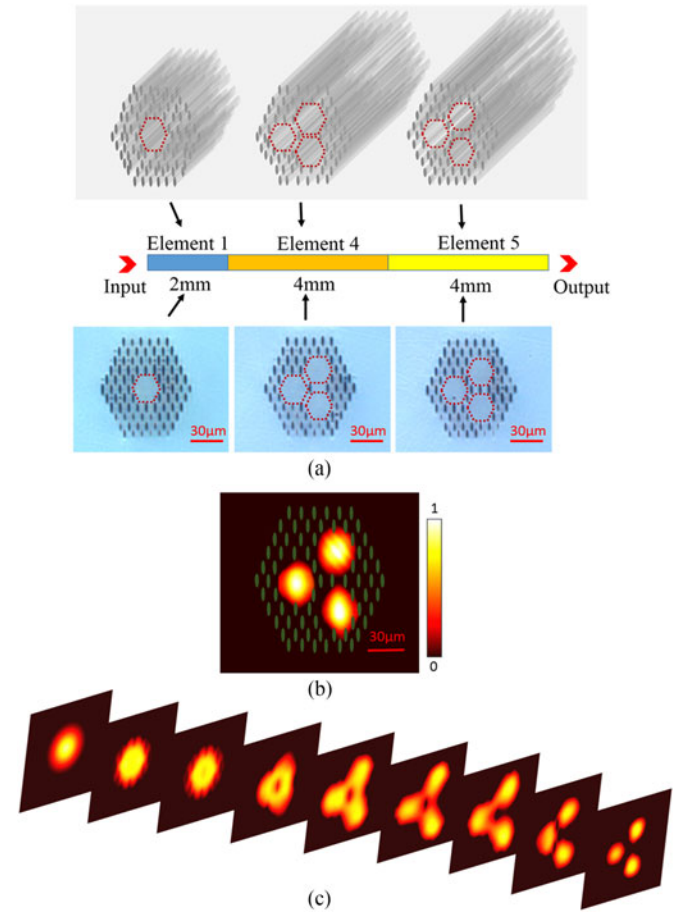 Element 1 Element 4 Element 5
Input 2mm 4mm 4mm Output
30μm 30μm 30μm
(a)
1
30μm
0
(b)
(c)